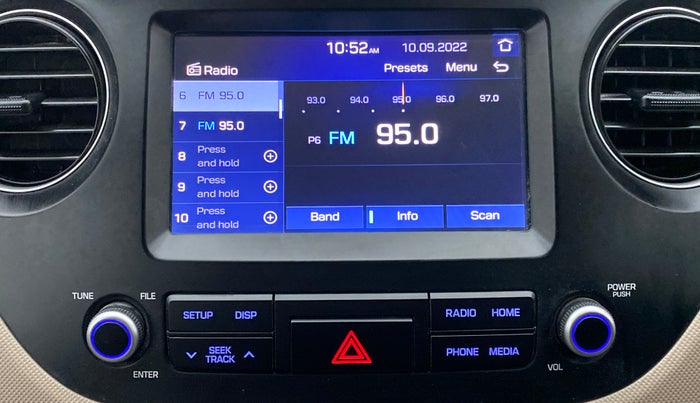 10:52 AM 10.09.2022
Radio Presets Menu
6 FM 95.0
93.0 94.0 95.0 96.0 97.0
7 FM 95.0
P6 FM 95.0
8 Press and hold
9 Press and hold
10 Press and hold
Band Info Scan
TUNE FILE
ENTER
SETUP DISP
SEEK
TRACK
RADIO HOME
PHONE MEDIA
POWER
PUSH
VOL